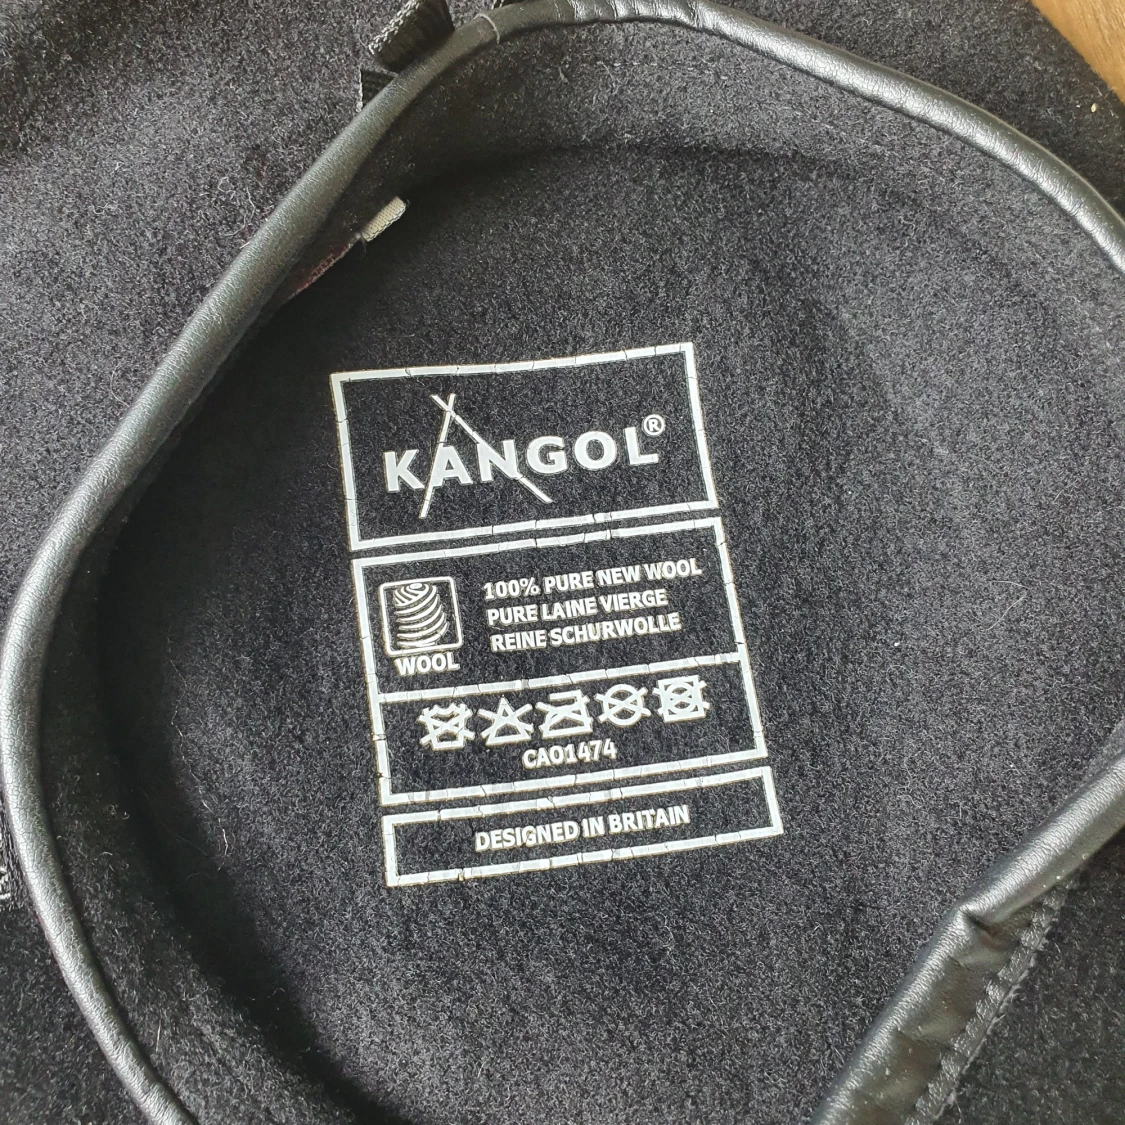 KANGOL®
100% PURE NEW WOOL
PURE LAINE VIERGE
REINE SCHURWOLLE
WOOL
CA01474
DESIGNED IN BRITAIN